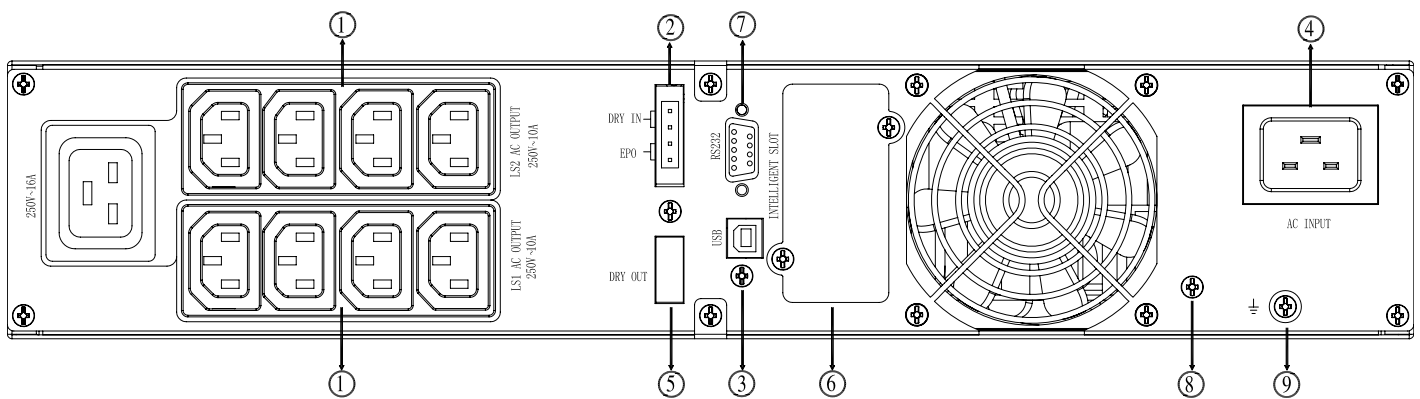 ① ② ⑦ ④
250V~16A
LS2 AC OUTPUT
250V~10A
LS1 AC OUTPUT
250V~10A
DRY IN
EPO
DRY OUT
RS232
USB
INTELLIGENT SLOT
AC INPUT
① ⑤ ③ ⑥ ⑧ ⑨